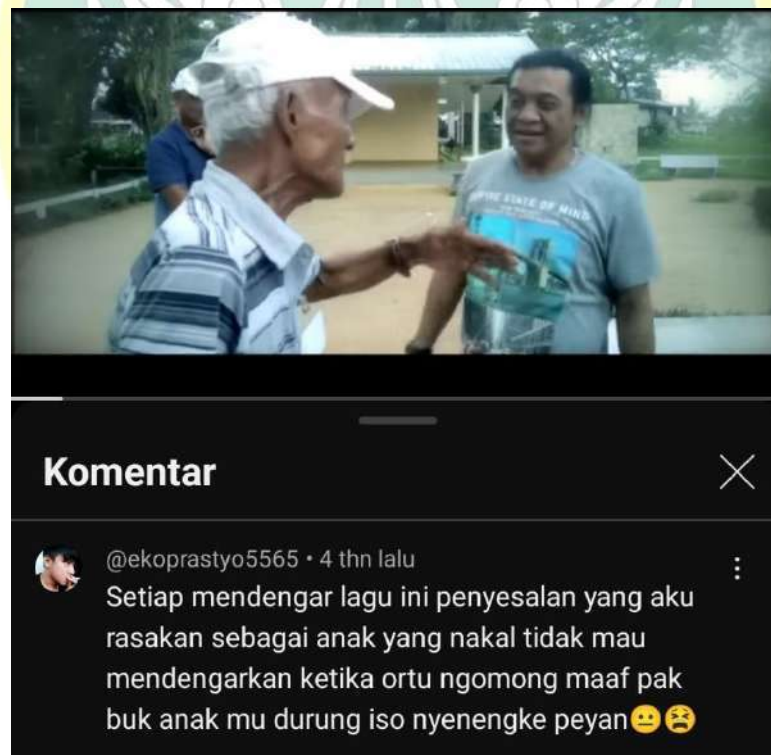 EMPIRE STATE OF MIND
Komentar
@ekoprastyo5565 • 4 thn lalu
Setiap mendengar lagu ini penyesalan yang aku
rasakan sebagai anak yang nakal tidak mau
mendengarkan ketika ortu ngomong maaf pak
buk anak mu durung iso nyenengke peyan😐😫